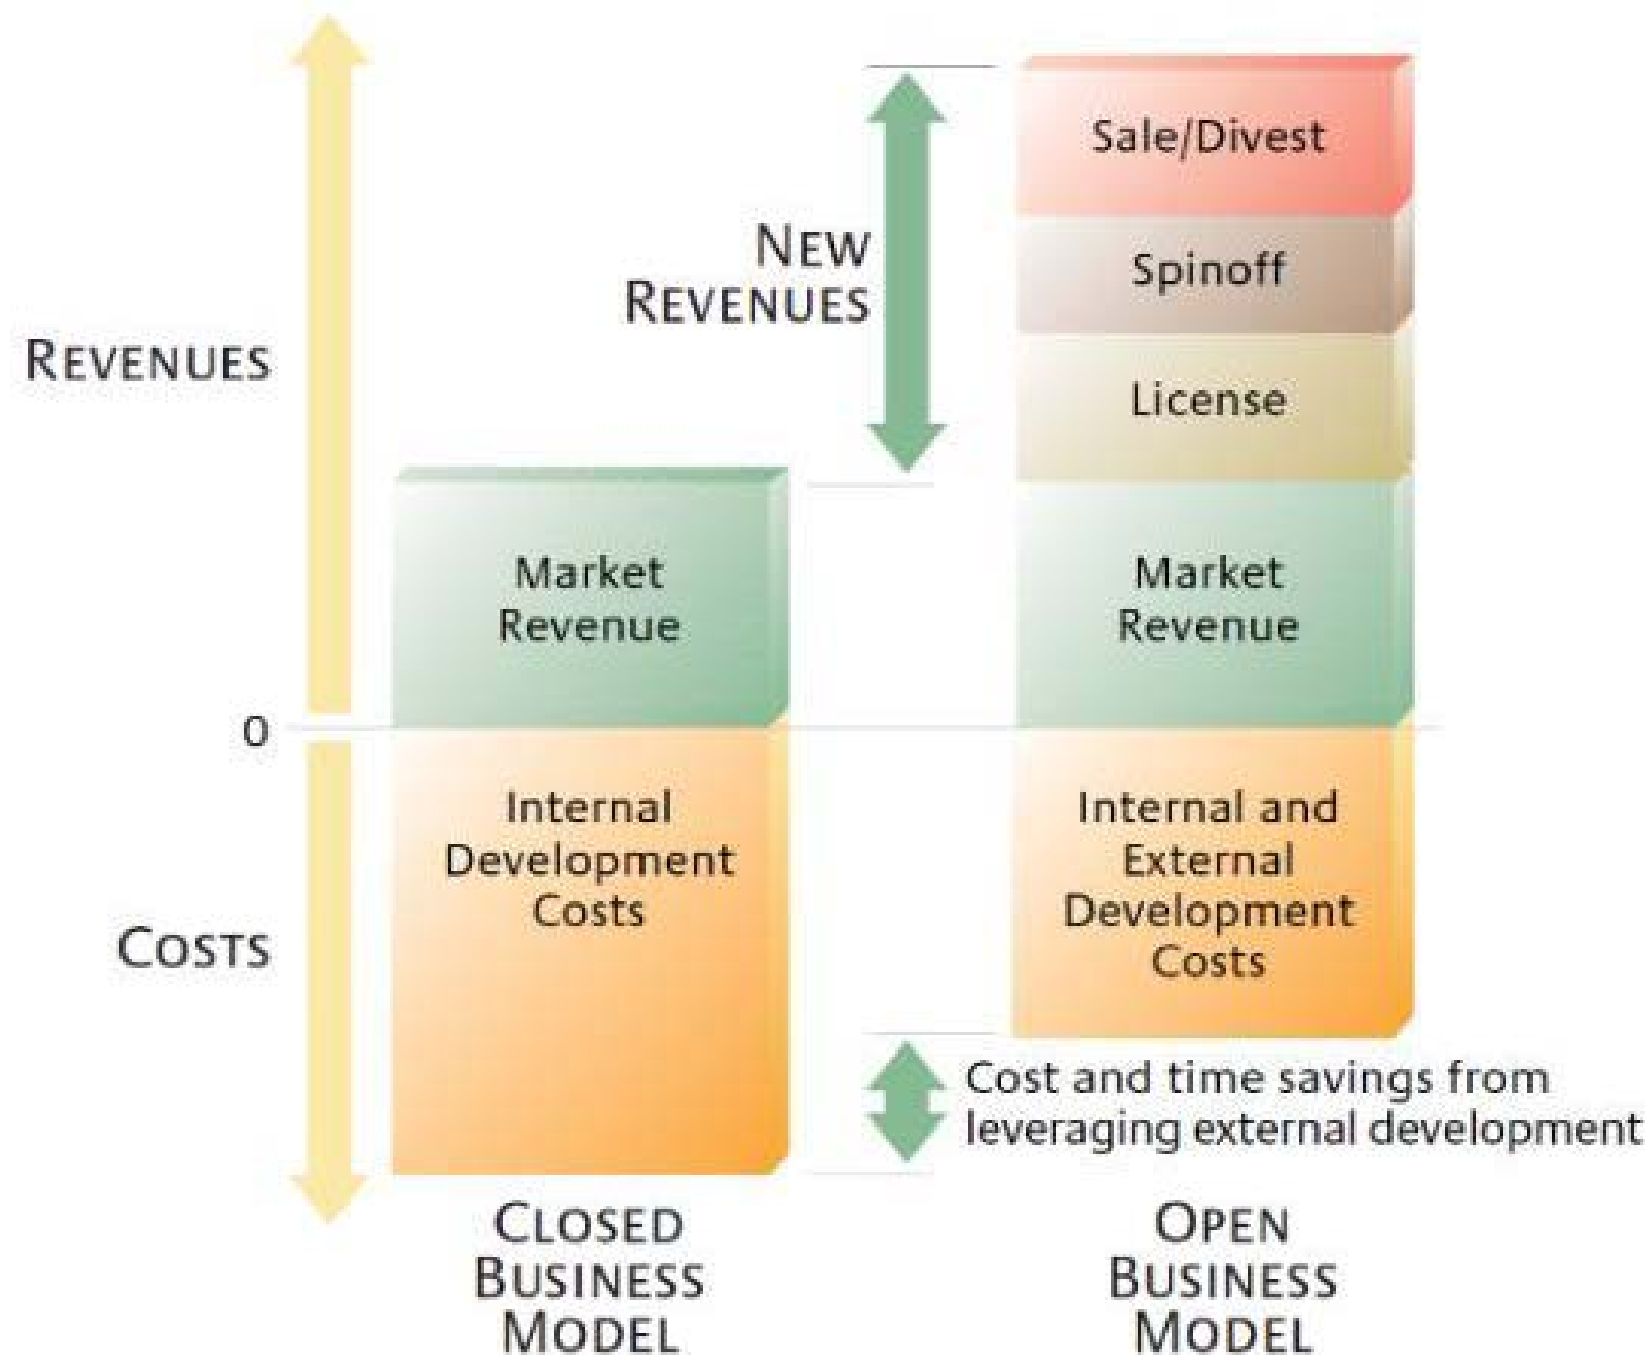 Sale/Divest
NEW
REVENUES
Spinoff
REVENUES
License
Market
Revenue
Market
Revenue
0
Internal
Development
Costs
Internal and
External
Development
Costs
COSTS
Cost and time savings from
leveraging external development
CLOSED
BUSINESS
MODEL
OPEN
BUSINESS
MODEL